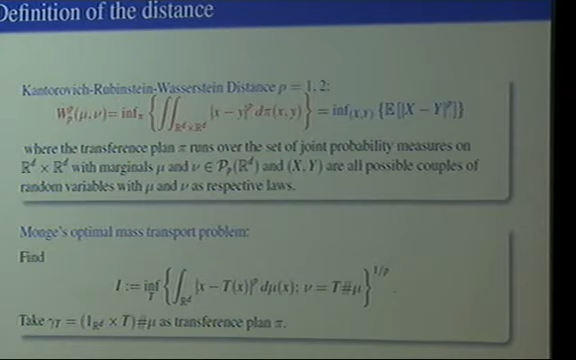 Definition of the distance
Kantorovich-Rubinstein-Wasserstein Distance p = 1, 2:
W_p^p(μ, ν) = inf_π { ∬_{ℝ^d×ℝ^d} |x − y|^p dπ(x, y) } = inf_{(X,Y)} { 𝔼 [|X − Y|^p] }
where the transference plan π runs over the set of joint probability measures on
ℝ^d × ℝ^d with marginals μ and ν ∈ 𝒫_p(ℝ^d) and (X, Y) are all possible couples of
random variables with μ and ν as respective laws.
Monge's optimal mass transport problem:
Find
I := inf_T { ∫_{ℝ^d} |x − T(x)|^p dμ(x); ν = T#μ }^{1/p} .
Take γ_T = (1_{ℝ^d} × T)#μ as transference plan π.